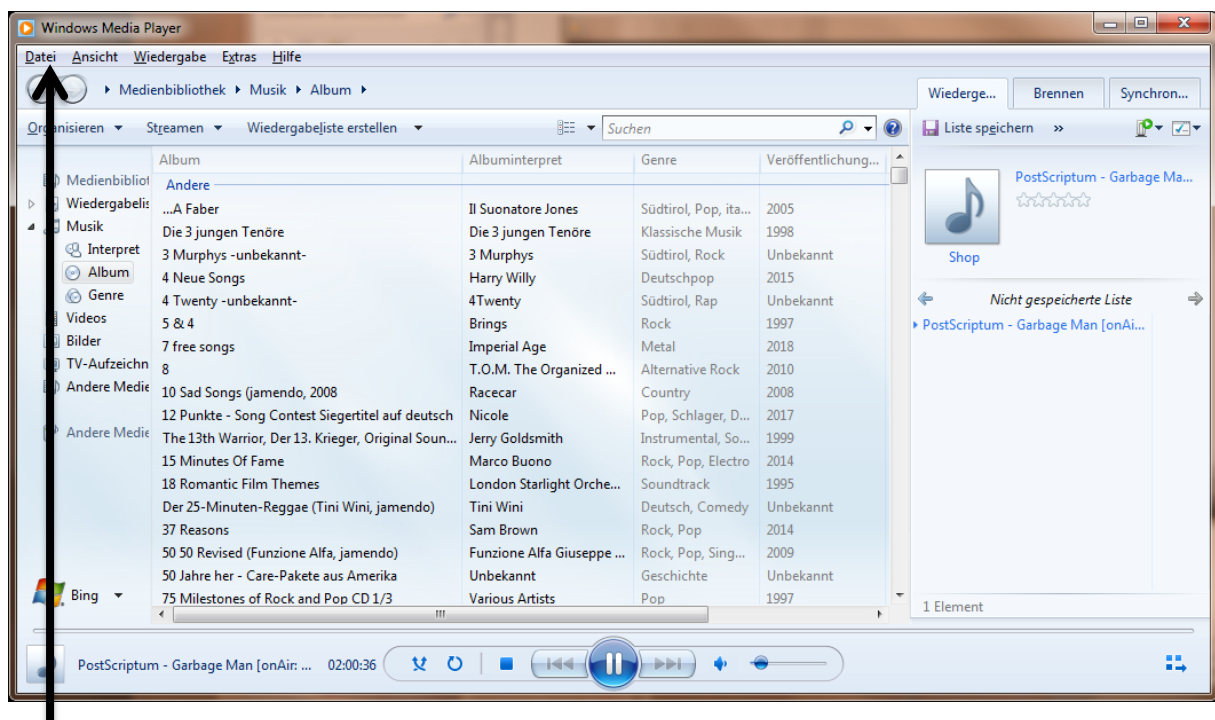 Windows Media Player
Datei Ansicht Wiedergabe Extras Hilfe
Medienbibliothek Musik Album
Wiederge... Brennen Synchron...
Organisieren Streamen Wiedergabeliste erstellen Suchen
Liste speichern »
Album Albuminterpret Genre Veröffentlichung...
Medienbibliot
Wiedergabelis
Musik
Interpret
Album
Genre
Videos
Bilder
TV-Aufzeichn
Andere Medie
Andere Medie
Bing
Andere
...A Faber Il Suonatore Jones Südtirol, Pop, ita... 2005
Die 3 jungen Tenöre Die 3 jungen Tenöre Klassische Musik 1998
3 Murphys -unbekannt- 3 Murphys Südtirol, Rock Unbekannt
4 Neue Songs Harry Willy Deutschpop 2015
4 Twenty -unbekannt- 4Twenty Südtirol, Rap Unbekannt
5 & 4 Brings Rock 1997
7 free songs Imperial Age Metal 2018
8 T.O.M. The Organized ... Alternative Rock 2010
10 Sad Songs (jamendo, 2008 Racecar Country 2008
12 Punkte - Song Contest Siegertitel auf deutsch Nicole Pop, Schlager, D... 2017
The 13th Warrior, Der 13. Krieger, Original Soun... Jerry Goldsmith Instrumental, So... 1999
15 Minutes Of Fame Marco Buono Rock, Pop, Electro 2014
18 Romantic Film Themes London Starlight Orche... Soundtrack 1995
Der 25-Minuten-Reggae (Tini Wini, jamendo) Tini Wini Deutsch, Comedy Unbekannt
37 Reasons Sam Brown Rock, Pop 2014
50 50 Revised (Funzione Alfa, jamendo) Funzione Alfa Giuseppe ... Rock, Pop, Sing... 2009
50 Jahre her - Care-Pakete aus Amerika Unbekannt Geschichte Unbekannt
75 Milestones of Rock and Pop CD 1/3 Various Artists Pop 1997
PostScriptum - Garbage Ma...
Shop
Nicht gespeicherte Liste
PostScriptum - Garbage Man [onAi...
1 Element
PostScriptum - Garbage Man [onAir: ... 02:00:36